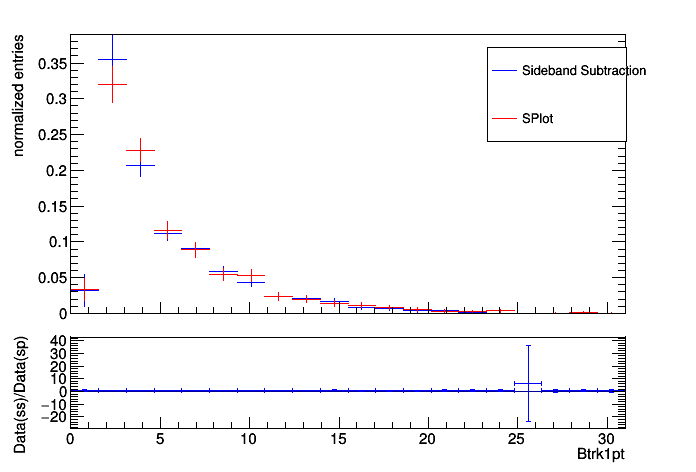 normalized entries
0.35
0.3
0.25
0.2
0.15
0.1
0.05
0
Sideband Subtraction
SPlot
Data(ss)/Data(sp)
40
30
20
10
0
−10
−20
0 5 10 15 20 25 30
Btrk1pt